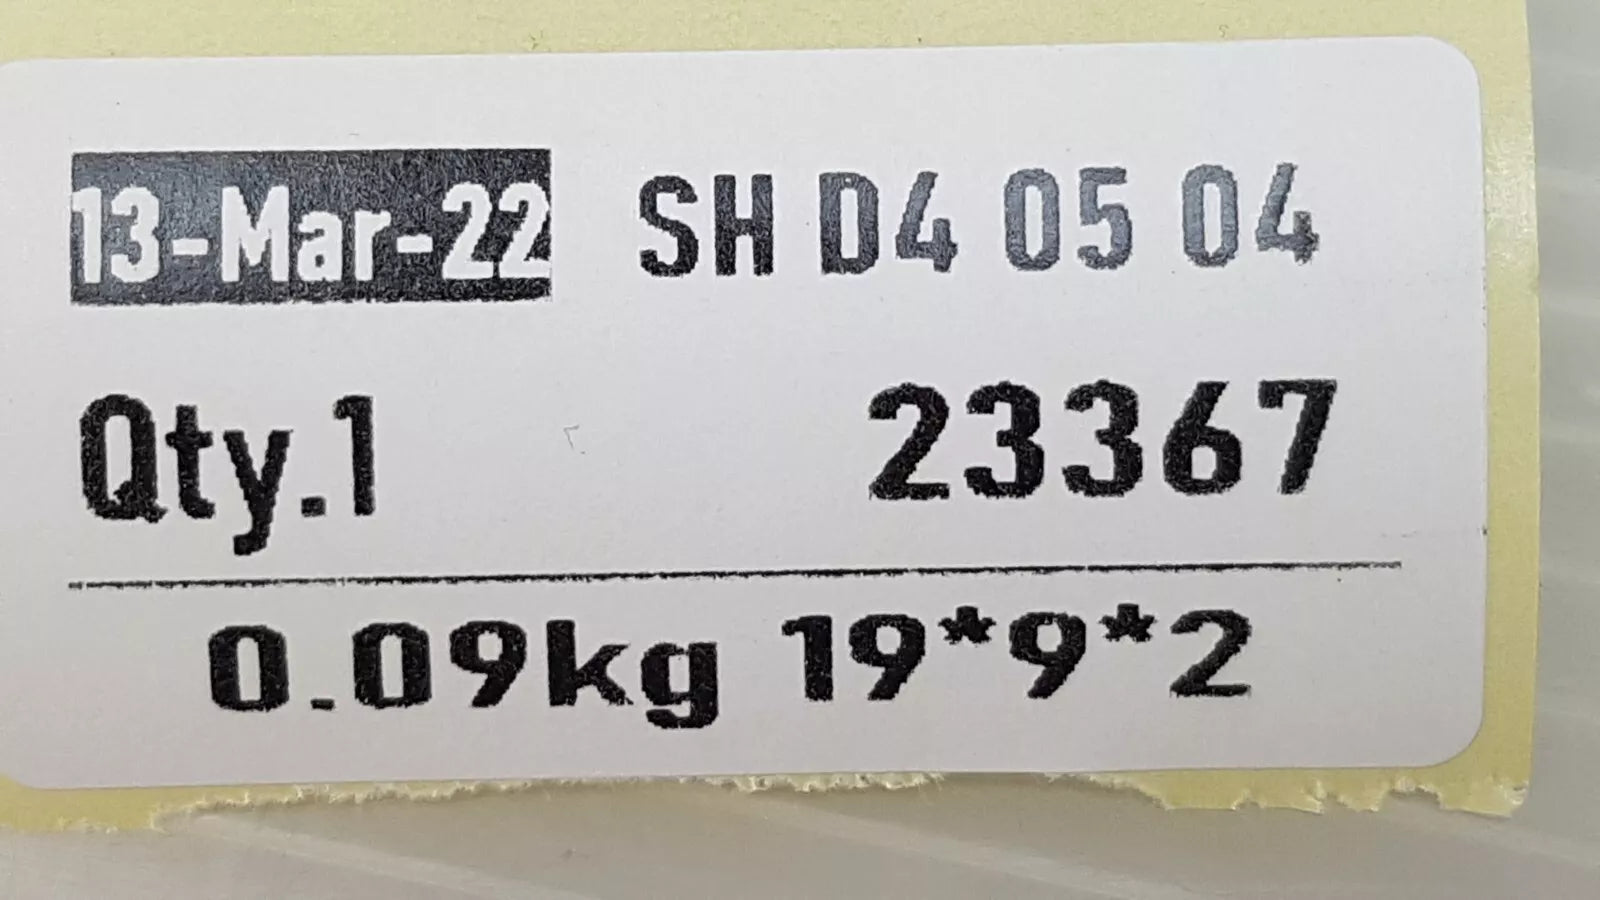 13-Mar-22 SH D4 05 04
Qty.1 23367
0.09kg 19*9*2